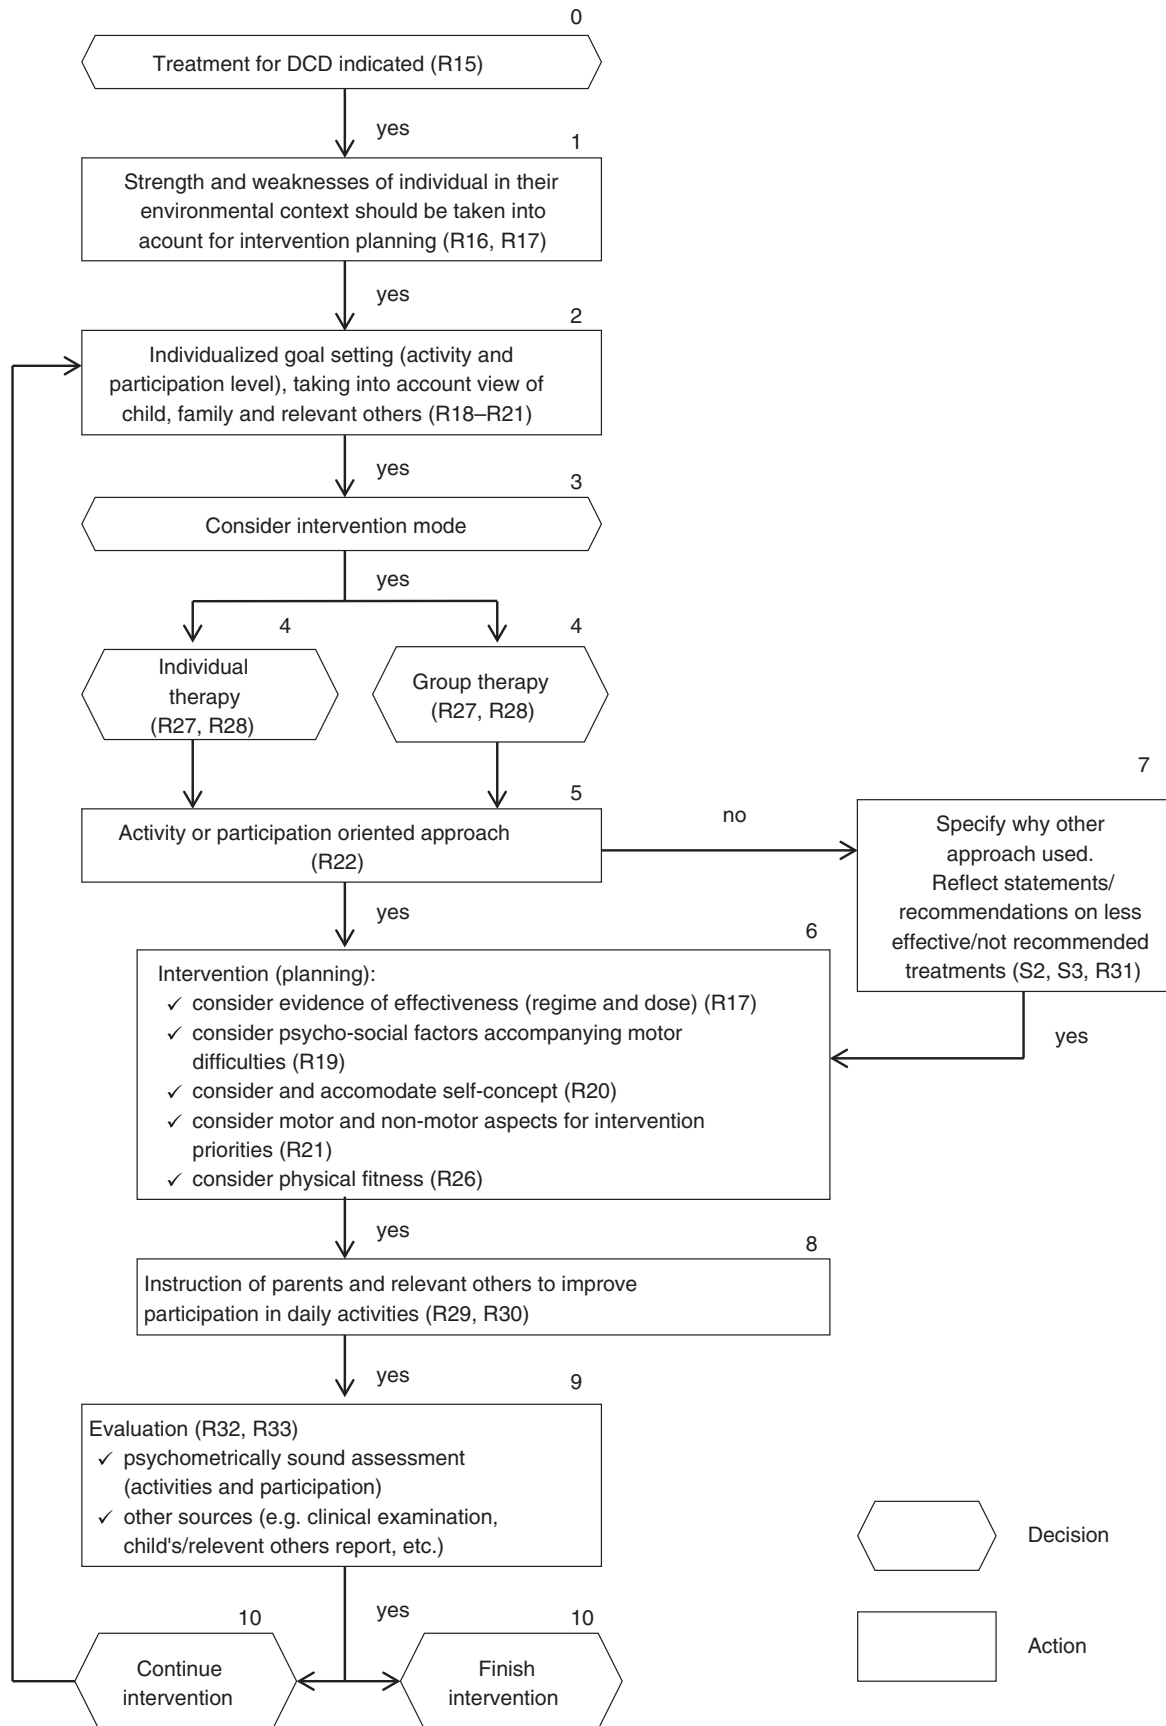 0
Treatment for DCD indicated (R15)
yes
1
Strength and weaknesses of individual in their
environmental context should be taken into
acount for intervention planning (R16, R17)
yes
2
Individualized goal setting (activity and
participation level), taking into account view of
child, family and relevant others (R18–R21)
yes
3
Consider intervention mode
yes
4
Individual
therapy
(R27, R28)
4
Group therapy
(R27, R28)
5
Activity or participation oriented approach
(R22)
no
7
Specify why other
approach used.
Reflect statements/
recommendations on less
effective/not recommended
treatments (S2, S3, R31)
yes
yes
6
Intervention (planning):
✓ consider evidence of effectiveness (regime and dose) (R17)
✓ consider psycho-social factors accompanying motor
difficulties (R19)
✓ consider and accomodate self-concept (R20)
✓ consider motor and non-motor aspects for intervention
priorities (R21)
✓ consider physical fitness (R26)
yes
8
Instruction of parents and relevant others to improve
participation in daily activities (R29, R30)
yes
9
Evaluation (R32, R33)
✓ psychometrically sound assessment
(activities and participation)
✓ other sources (e.g. clinical examination,
child's/relevent others report, etc.)
yes
10
Continue
intervention
10
Finish
intervention
Decision
Action